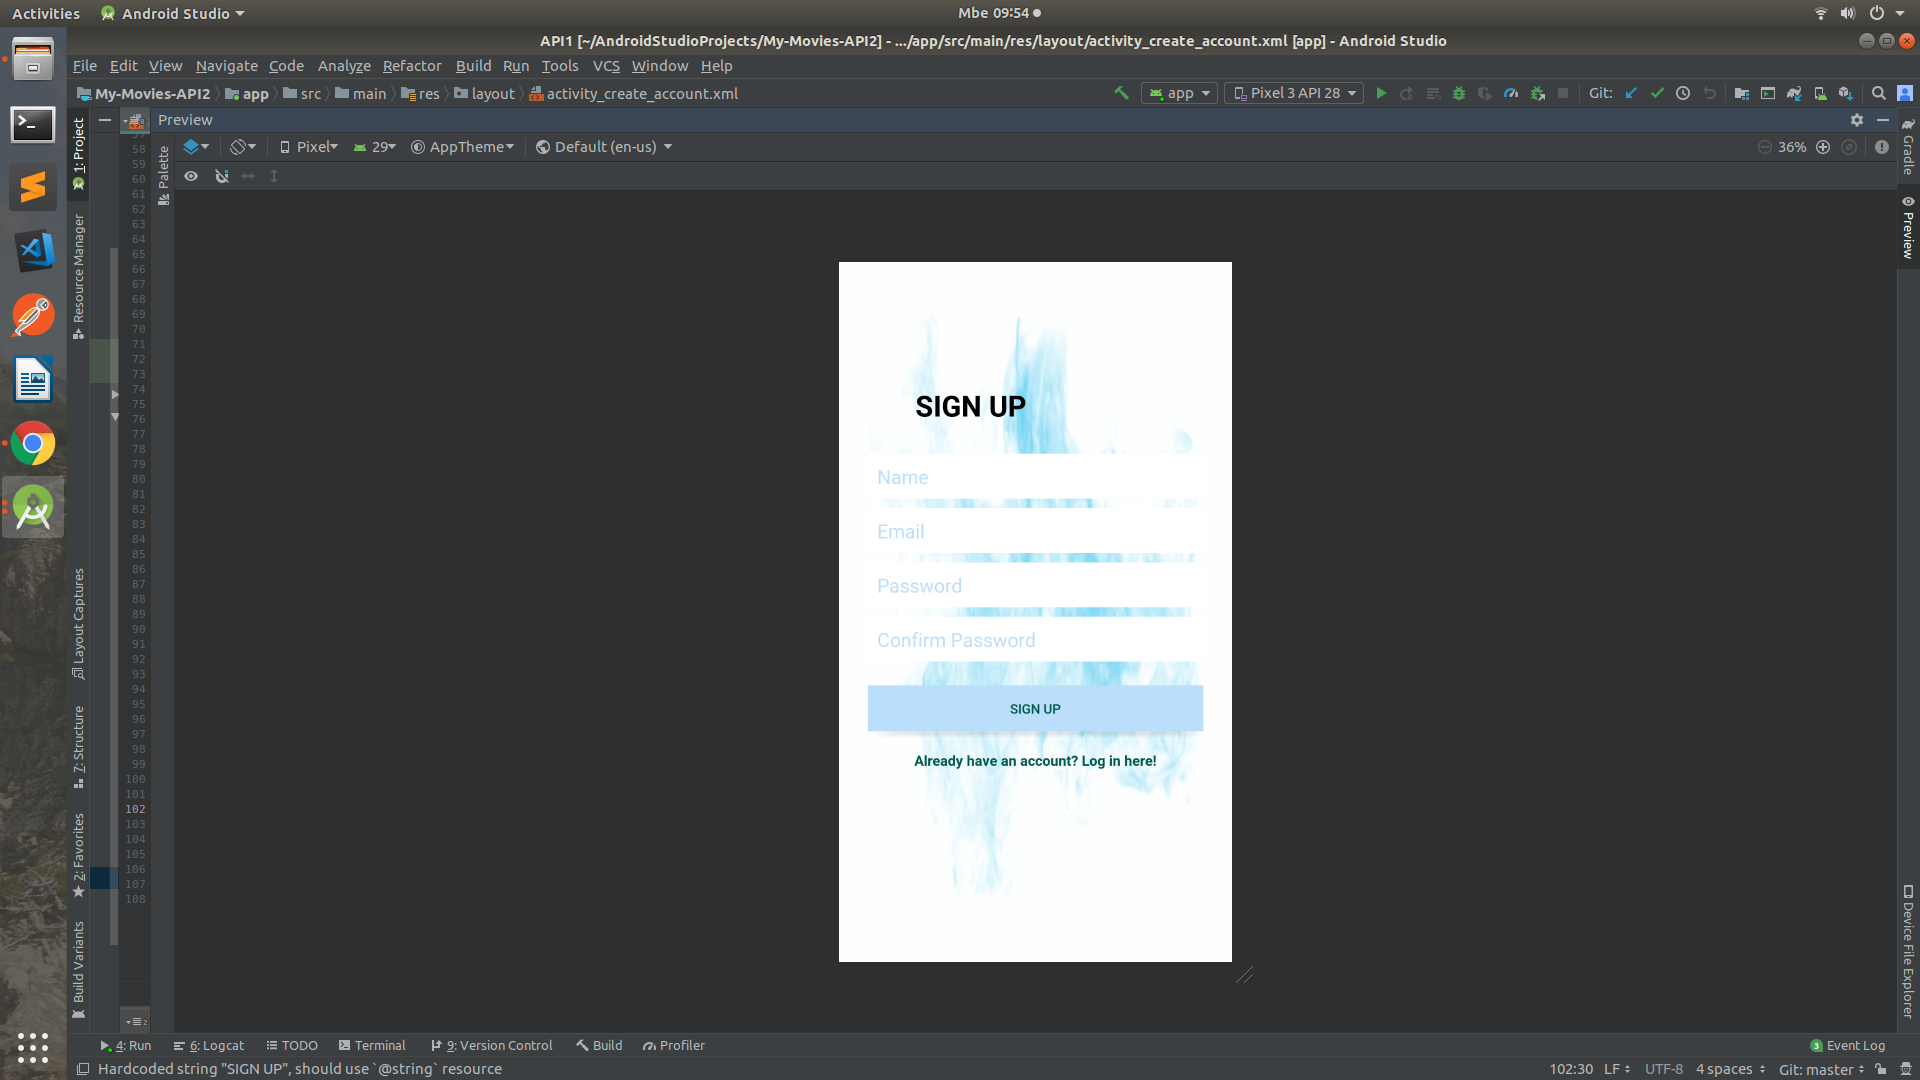 Activities Android Studio Mbe 09:54
API1 [~/AndroidStudioProjects/My-Movies-API2] - .../app/src/main/res/layout/activity_create_account.xml [app] - Android Studio
File Edit View Navigate Code Analyze Refactor Build Run Tools VCS Window Help
My-Movies-API2 app src main res layout activity_create_account.xml app Pixel 3 API 28 Git:
Preview
Pixel 29 AppTheme Default (en-us) 36%
1: Project
Resource Manager
Layout Captures
7: Structure
2: Favorites
Build Variants
Palette
57
58
59
60
61
62
63
64
65
66
67
68
69
70
71
72
73
74
75
76
77
78
79
80
81
82
83
84
85
86
87
88
89
90
91
92
93
94
95
96
97
98
99
100
101
102
103
104
105
106
107
108
SIGN UP
Name
Email
Password
Confirm Password
SIGN UP
Already have an account? Log in here!
Gradle
Preview
Device File Explorer
2
4: Run 6: Logcat TODO Terminal 9: Version Control Build Profiler 3 Event Log
Hardcoded string "SIGN UP", should use `@string` resource 102:30 LF UTF-8 4 spaces Git: master